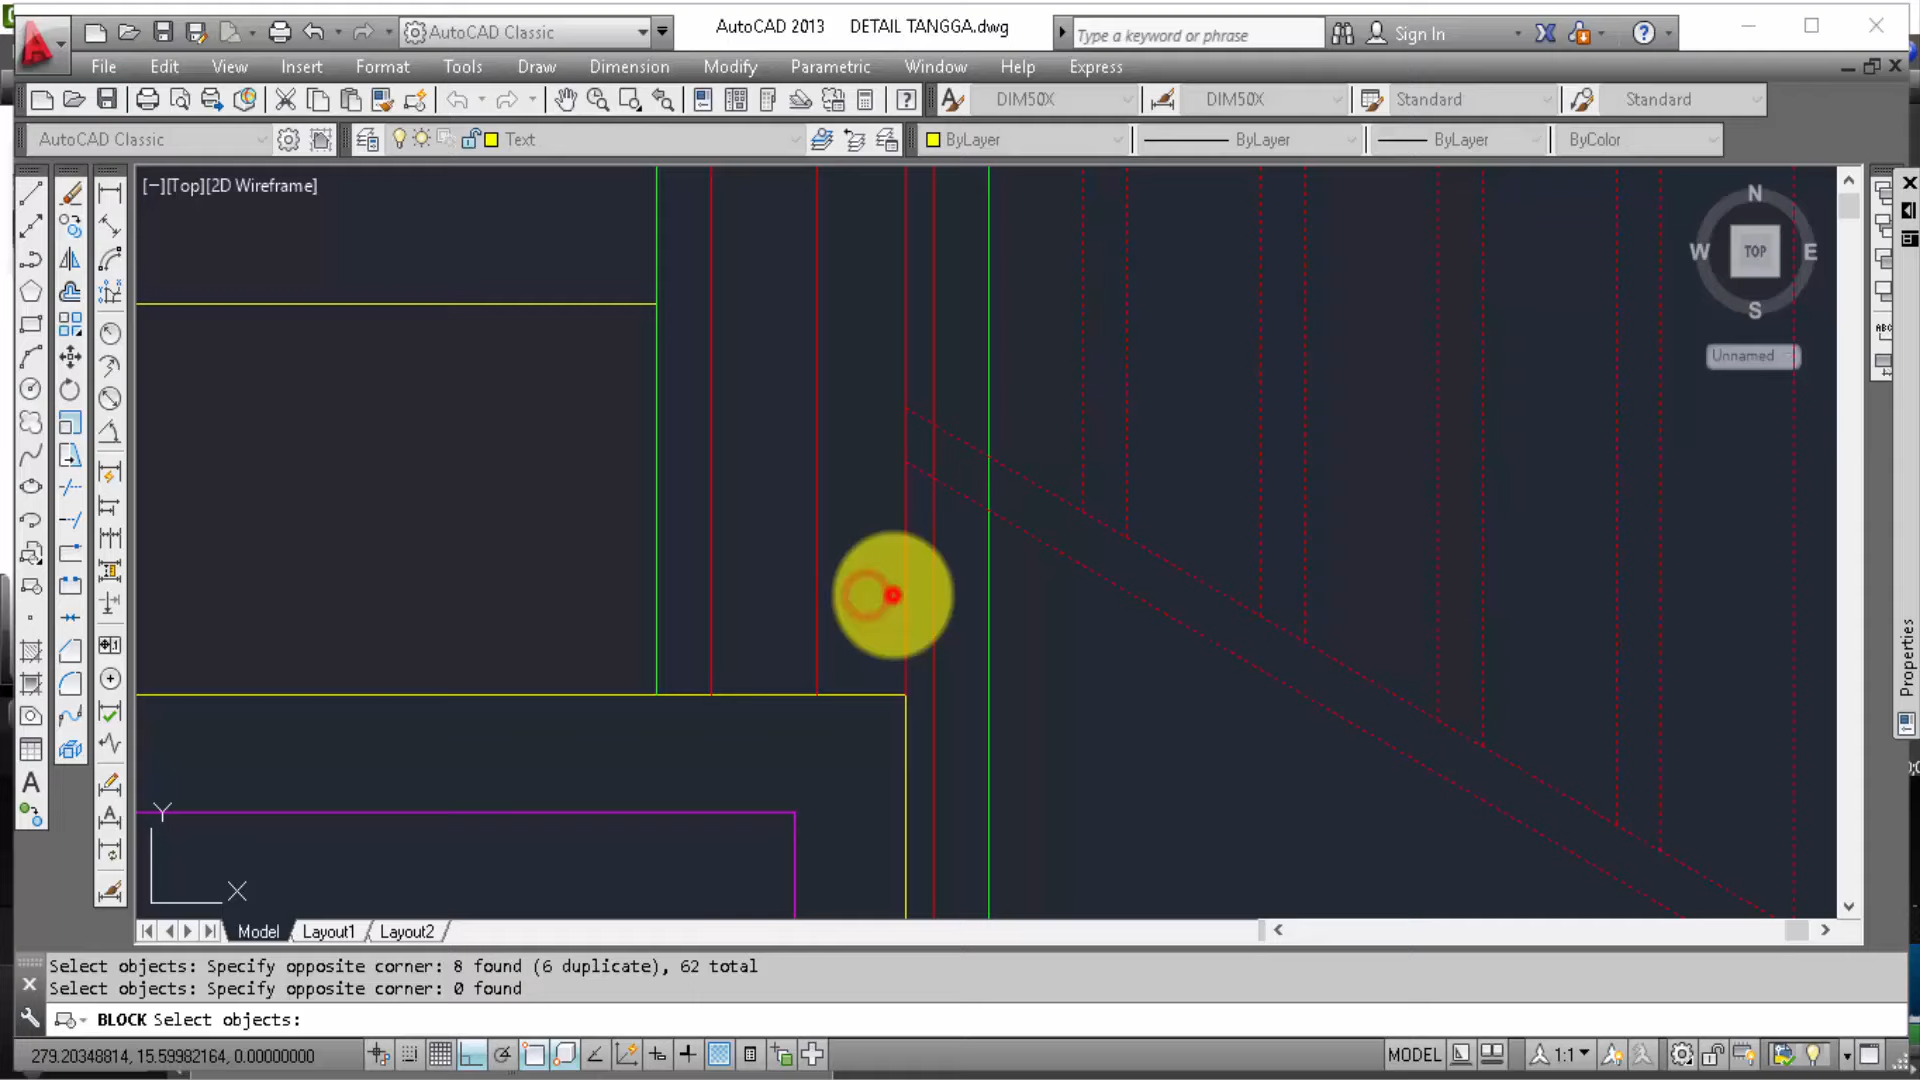 AutoCAD Classic
AutoCAD 2013 DETAIL TANGGA.dwg
Type a keyword or phrase
Sign In
File Edit View Insert Format Tools Draw Dimension Modify Parametric Window Help Express
DIM50X DIM50X Standard Standard
AutoCAD Classic Text ByLayer ByLayer ByLayer ByColor
[−][Top][2D Wireframe]
N
W TOP E
S
Unnamed
ABC
Properties
A
A
Y
X
Model Layout1 Layout2
Select objects: Specify opposite corner: 8 found (6 duplicate), 62 total
Select objects: Specify opposite corner: 0 found
BLOCK Select objects:
279.20348814, 15.59982164, 0.00000000
MODEL 1:1